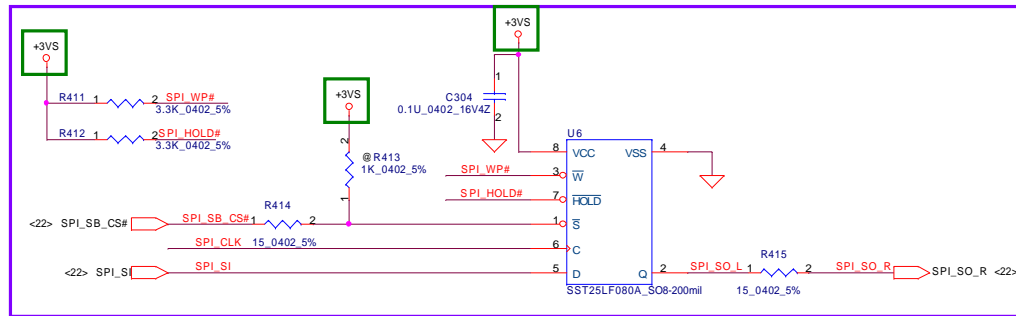 +3VS
+3VS
+3VS
R411 1 2 SPI_WP#
3.3K_0402_5%
R412 1 2 SPI_HOLD#
3.3K_0402_5%
1
C304
0.1U_0402_16V4Z
2
2
@R413
1K_0402_5%
1
U6
8 VCC VSS 4
SPI_WP# 3 W
SPI_HOLD# 7 HOLD
<22> SPI_SB_CS# SPI_SB_CS# 1 R414 2 1 S
15_0402_5%
SPI_CLK 6 C
<22> SPI_SI SPI_SI 5 D Q 2 SPI_SO_L 1 R415 2 SPI_SO_R SPI_SO_R <22>
15_0402_5%
SST25LF080A_SO8-200mil